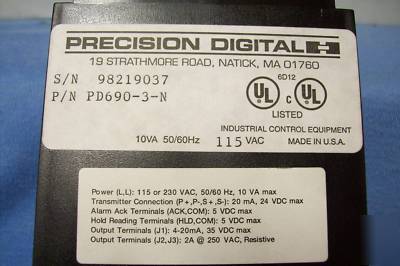 PRECISION DIGITAL
19 STRATHMORE ROAD, NATICK, MA 01760
S/N 98219037
P/N PD690-3-N
6D12
UL C UL
LISTED
INDUSTRIAL CONTROL EQUIPMENT
10VA 50/60Hz 115 VAC MADE IN U.S.A.
Power (L,L): 115 or 230 VAC, 50/60 Hz, 10 VA max
Transmitter Connection (P+,P-,S+,S-): 20 mA, 24 VDC max
Alarm Ack Terminals (ACK,COM): 5 VDC max
Hold Reading Terminals (HLD,COM): 5 VDC max
Output Terminals (J1): 4-20mA, 35 VDC max
Output Terminals (J2,J3): 2A @ 250 VAC, Resistive